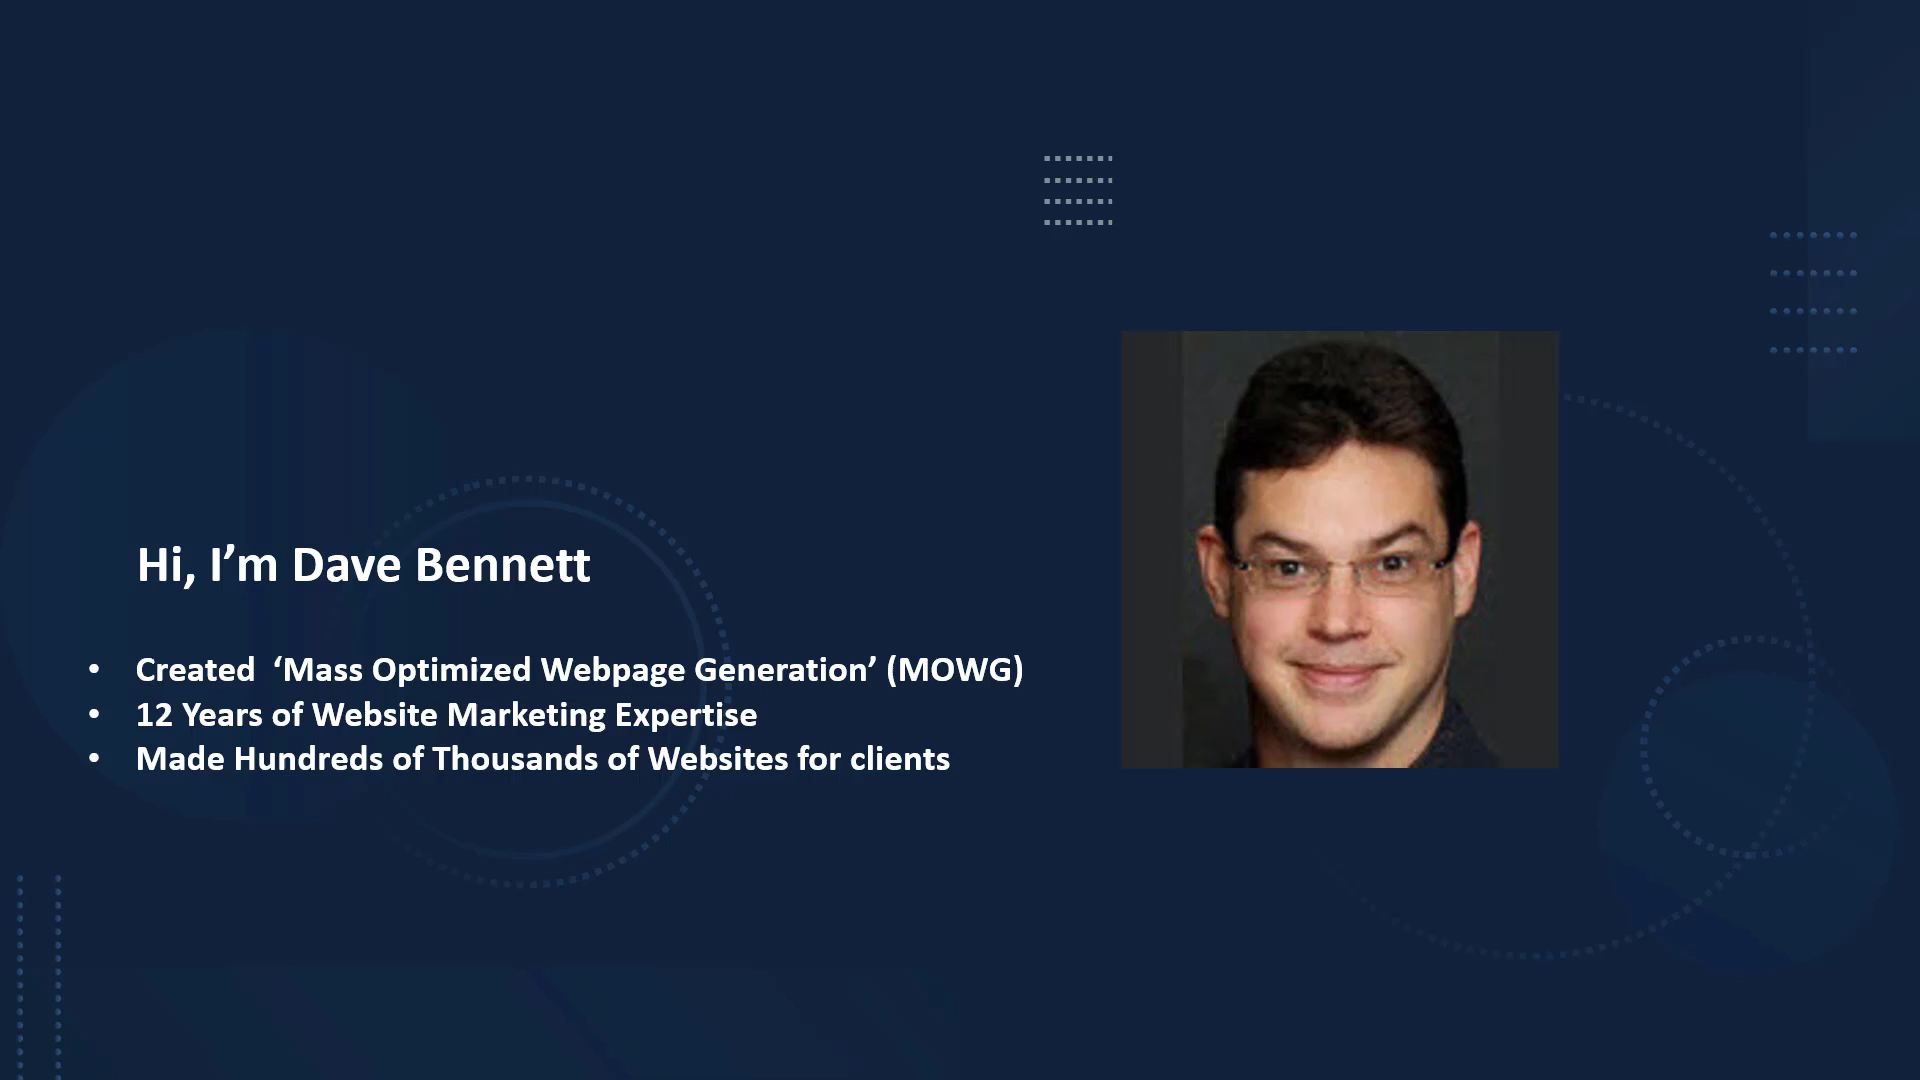 Hi, I’m Dave Bennett
• Created  ‘Mass Optimized Webpage Generation’ (MOWG)
• 12 Years of Website Marketing Expertise
• Made Hundreds of Thousands of Websites for clients